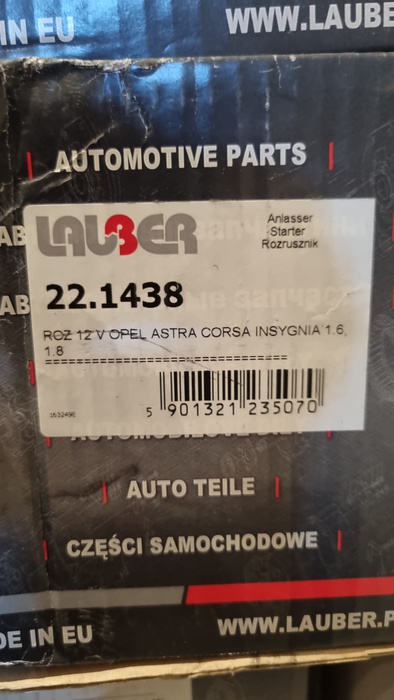 IN EU
WWW.LAUBE
AUTOMOTIVE PARTS
LAUBER
Anlasser
Starter
Rozrusznik
22.1438
ROZ 12 V OPEL ASTRA CORSA INSYGNIA 1.6,
1.8
==========================================
5 901321 235070
AUTO TEILE
CZĘŚCI SAMOCHODOWE
DE IN EU
WWW.LAUBER.P